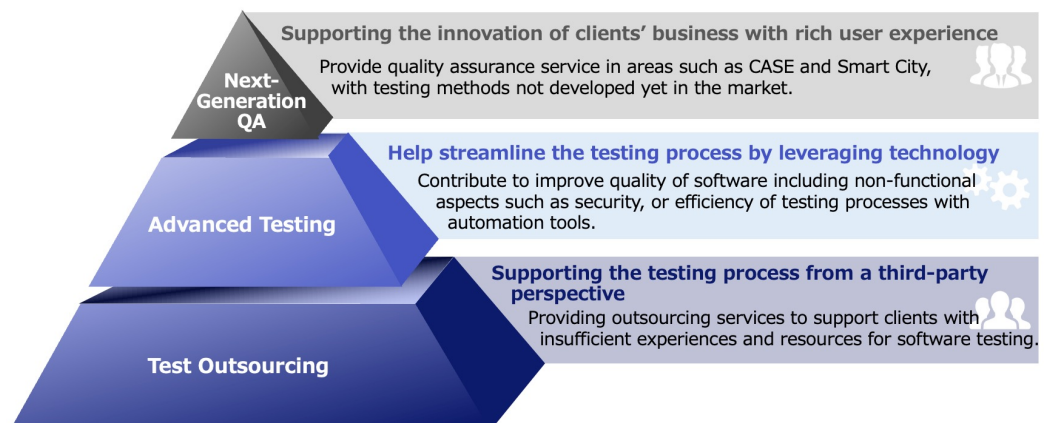 Supporting the innovation of clients’ business with rich user experience
Provide quality assurance service in areas such as CASE and Smart City,
with testing methods not developed yet in the market.
Next-
Generation
QA
Help streamline the testing process by leveraging technology
Contribute to improve quality of software including non-functional
aspects such as security, or efficiency of testing processes with
automation tools.
Advanced Testing
Supporting the testing process from a third-party
perspective
Providing outsourcing services to support clients with
insufficient experiences and resources for software testing.
Test Outsourcing